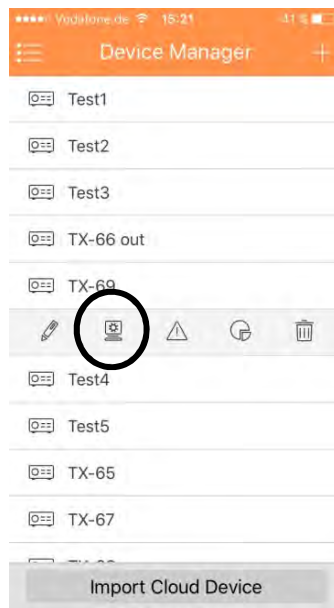 Vodafone.de 15:21 41 %
Device Manager
Test1
Test2
Test3
TX-66 out
TX-69
Test4
Test5
TX-65
TX-67
Import Cloud Device